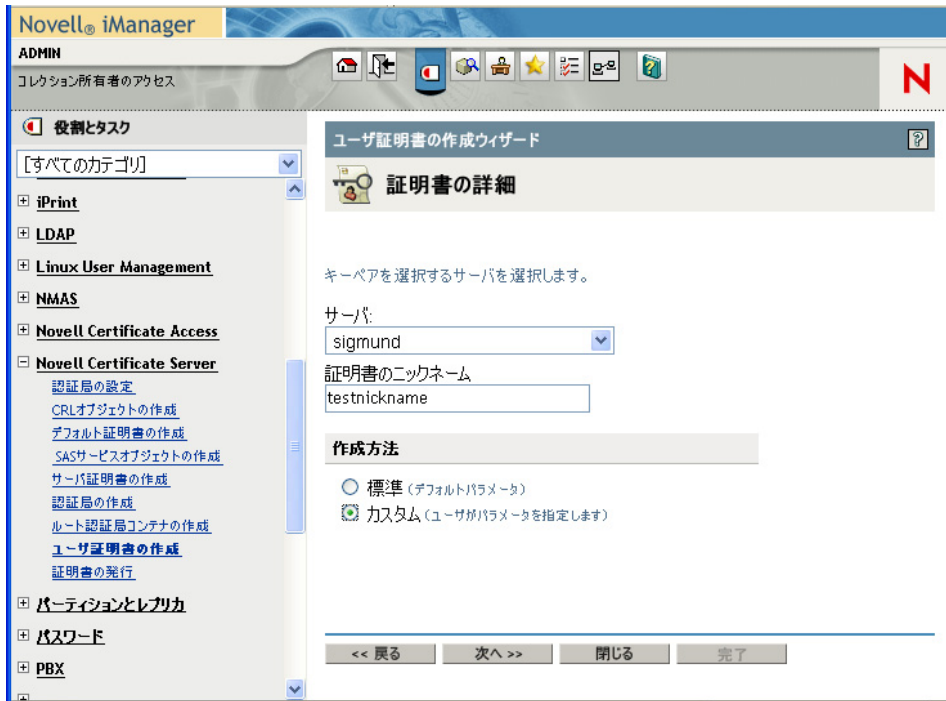 Novell® iManager
ADMIN
コレクション所有者のアクセス
N
役割とタスク
[すべてのカテゴリ]
iPrint
LDAP
Linux User Management
NMAS
Novell Certificate Access
Novell Certificate Server
認証局の設定
CRLオブジェクトの作成
デフォルト証明書の作成
SASサービスオブジェクトの作成
サーバ証明書の作成
認証局の作成
ルート認証局コンテナの作成
ユーザ証明書の作成
証明書の発行
パーティションとレプリカ
パスワード
PBX
ユーザ証明書の作成ウィザード
?
証明書の詳細
キーペアを選択するサーバを選択します。
サーバ:
sigmund
証明書のニックネーム
testnickname
作成方法
標準 (デフォルトパラメータ)
カスタム (ユーザがパラメータを指定します)
<< 戻る 次へ >> 閉じる 完了